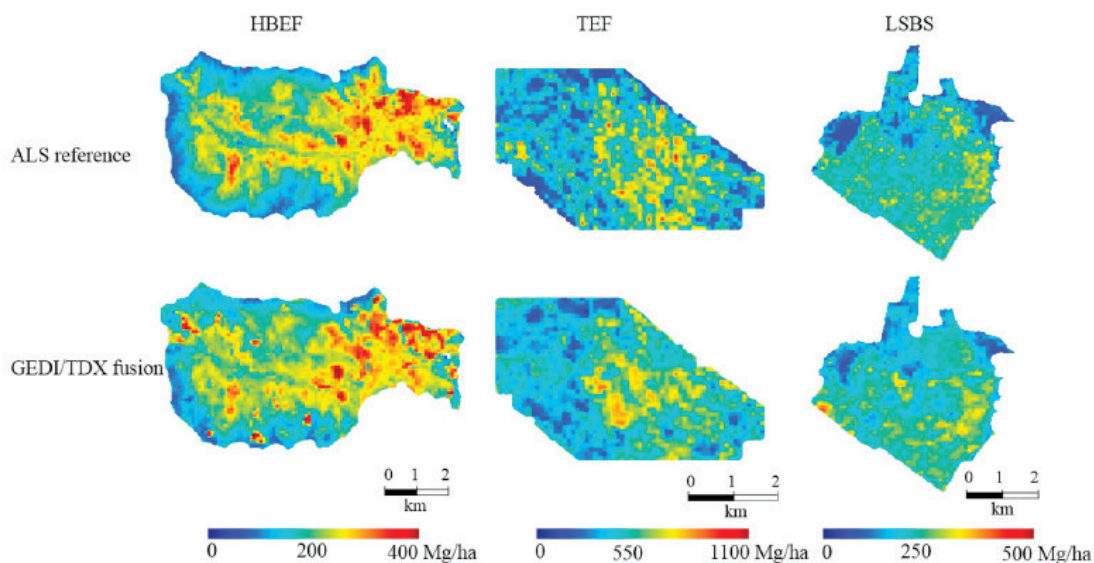 HBEF TEF LSBS
ALS reference
GEDI/TDX fusion
0 1 2 0 1 2 0 1 2
km km km
0 200 400 Mg/ha 0 550 1100 Mg/ha 0 250 500 Mg/ha